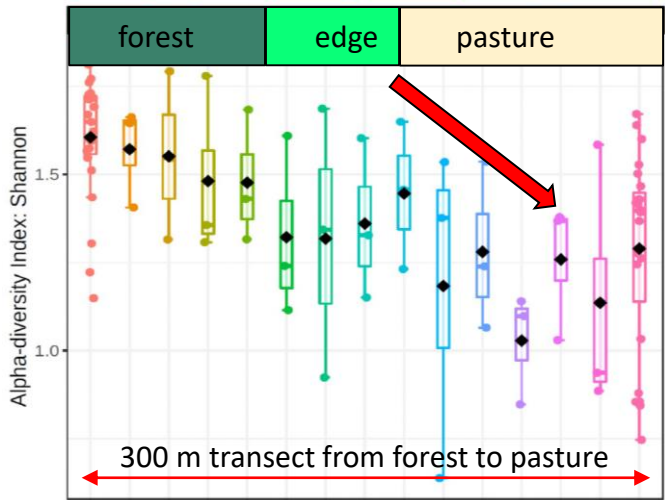 forest edge pasture
Alpha-diversity Index: Shannon
1.5
1.0
300 m transect from forest to pasture